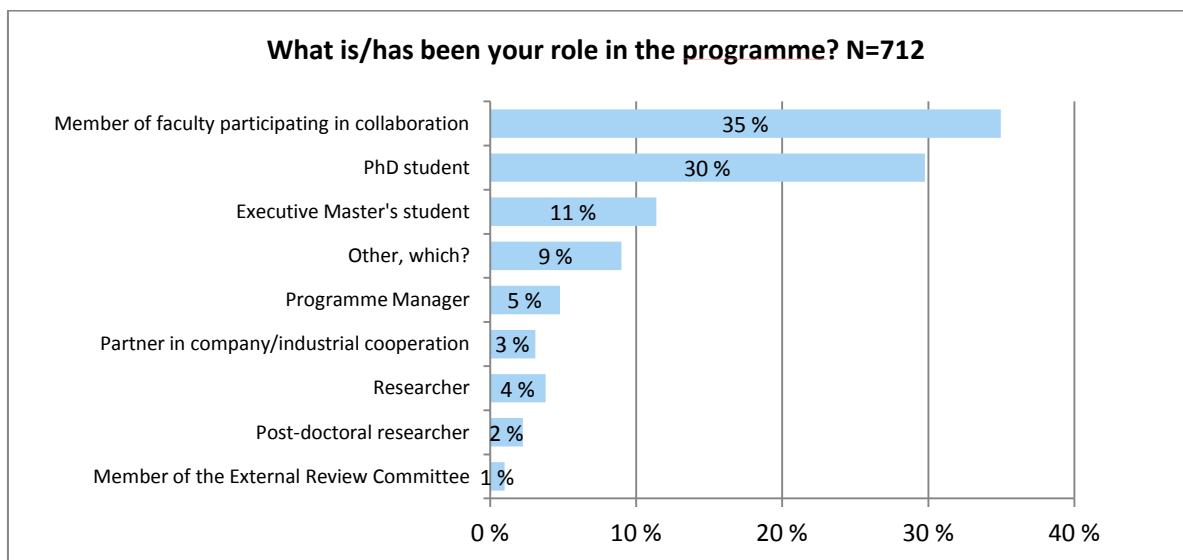 What is/has been your role in the programme? N=712
Member of faculty participating in collaboration 35 %
PhD student 30 %
Executive Master's student 11 %
Other, which? 9 %
Programme Manager 5 %
Partner in company/industrial cooperation 3 %
Researcher 4 %
Post-doctoral researcher 2 %
Member of the External Review Committee 1 %
0 % 10 % 20 % 30 % 40 %